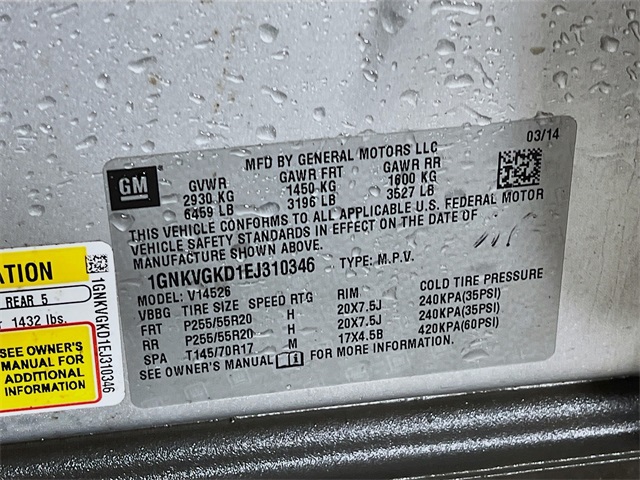 GM
MFD BY GENERAL MOTORS LLC
03/14
GVWR GAWR FRT GAWR RR
2930 KG 1450 KG 1600 KG
6459 LB 3196 LB 3527 LB
THIS VEHICLE CONFORMS TO ALL APPLICABLE U.S. FEDERAL MOTOR
VEHICLE SAFETY STANDARDS IN EFFECT ON THE DATE OF
MANUFACTURE SHOWN ABOVE.
1GNKVGKD1EJ310346 TYPE: M.P.V.
MODEL: V14526
VBBG TIRE SIZE SPEED RTG RIM COLD TIRE PRESSURE
FRT P255/55R20 H 20X7.5J 240KPA(35PSI)
RR P255/55R20 H 20X7.5J 240KPA(35PSI)
SPA T145/70R17 M 17X4.5B 420KPA(60PSI)
SEE OWNER'S MANUAL FOR MORE INFORMATION.
ATION
REAR 5
1432 lbs.
SEE OWNER'S
MANUAL FOR
ADDITIONAL
INFORMATION
1GNKVGKD1EJ310346